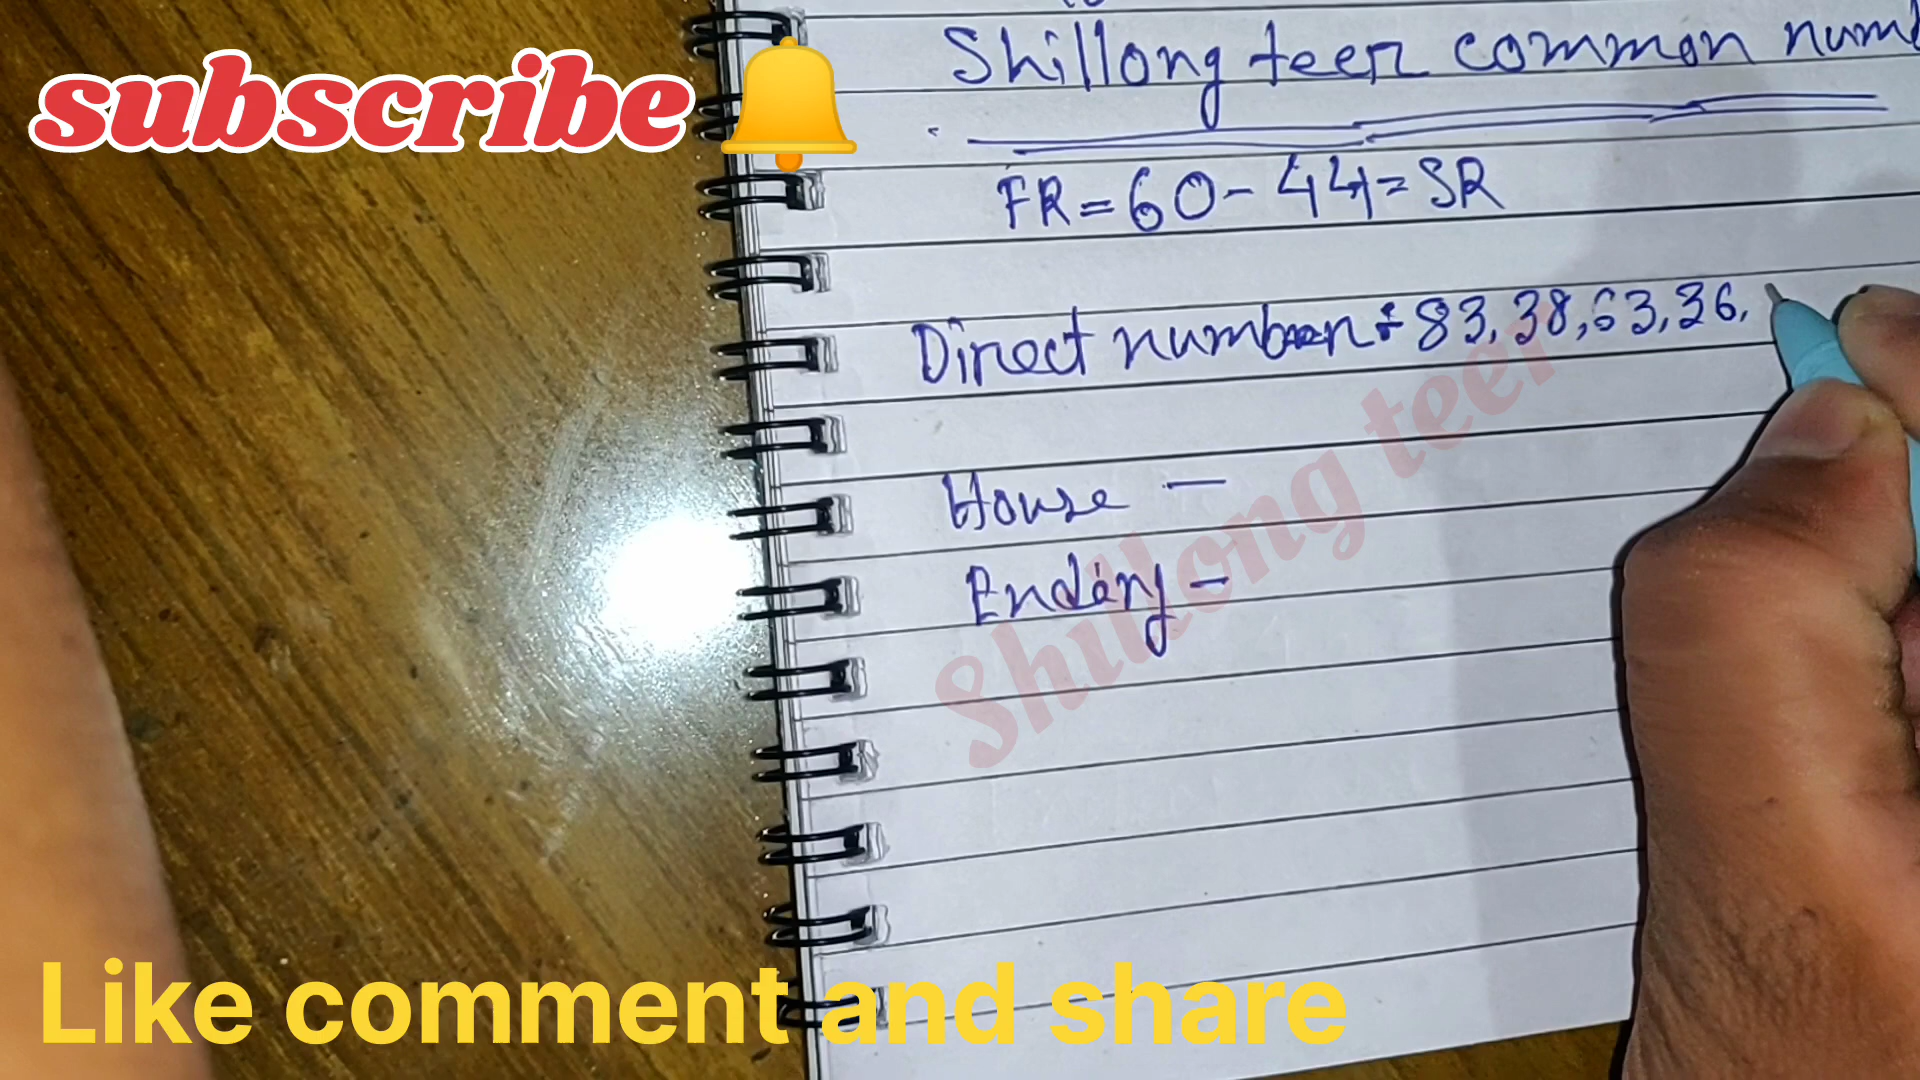 subscribe
Shillong teer common num
FR = 60 - 44 = SR
Direct number÷ 83, 38, 63, 36,
House -
Ending -
Shillong teer
Like comment and share